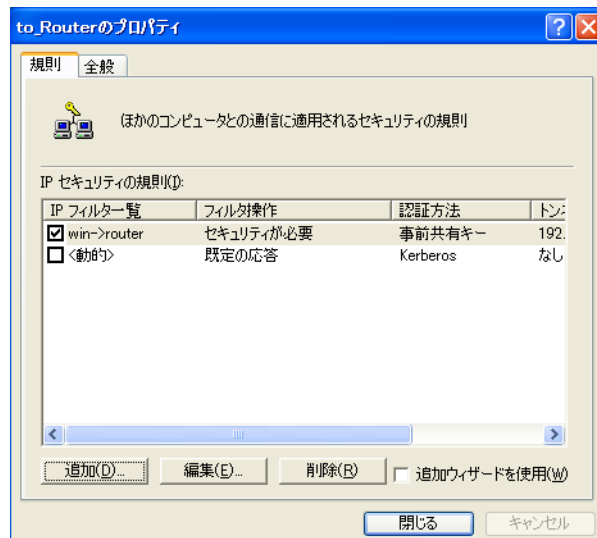 to_Routerのプロパティ
規則 全般
ほかのコンピュータとの通信に適用されるセキュリティの規則
IP セキュリティの規則(I):
IP フィルタ一覧 フィルタ操作 認証方法
win->router セキュリティが必要 事前共有キー 192.
<動的> 既定の応答 Kerberos なし
追加(D)... 編集(E)... 削除(R) 追加ウィザードを使用(W)
閉じる キャンセル